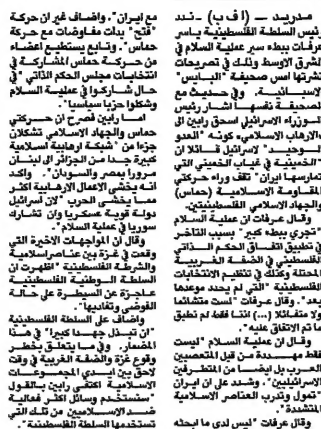 مدريد – (أ ف ب) – ندد
رئيس السلطة الفلسطينية ياسر
عرفات ببطء سير عملية السلام في
الشرق الأوسط وذلك في تصريحات
نشرتها امس صحيفة "البايس"
الاسبانية. وفي حديث مع
الصحيفة نفسها اشار رئيس
الوزراء الاسرائيلي اسحق رابين الى
«الارهاب الاسلامي» كونه "العدو
الوحيد" لاسرائيل قائلا ان
"الخمينية في غياب الخميني التي
تمارسها ايران" تقف وراء حركتي
المقاومة الاسلامية (حماس)
والجهاد الاسلامي الفلسطينيتين.
وقال عرفات ان عملية السلام
"تجري ببطء كبير" بسبب التأخر
في تطبيق اتفاق الحكم الذاتي
الفلسطيني في الضفة الغربية
المحتلة وكذلك في تنظيم الانتخابات
الفلسطينية "التي لم يحدد موعدها
بعد". وقال عرفات "لست متشائما
ولا متفائلا (...) اننا فقط لم نطبق
ما تم الاتفاق عليه".
وقال ان عملية السلام "ليست
فقط مهددة من قبل المتعصبين
العرب بل ايضا من المتطرفين
الاسرائيليين". وشدد على ان ايران
"تمول وتدرب العناصر الاسلامية
المتشددة".
وقال عرفات "ليس لدي ما ابحثه
مع ايران". واضاف غير ان حركة
"فتح" بدأت مفاوضات مع حركة
حماس". وتابع يستطيع اعضاء
من حركة حماس المشاركة في
انتخابات مجلس الحكم الذاتي "في
حال شاركوا في عملية السلام
وشكلوا حزبا سياسيا".
اما رابين فصرح ان حركتي
حماس والجهاد الاسلامي تشكلان
جزءا من "شبكة ارهابية اسلامية
كبيرة جدا من الجزائر الى لبنان
مرورا بمصر والسودان". واكد
انه يخشى الاعمال الارهابية اكثر
مما يخشى الحرب "لان اسرائيل
دولة قوية عسكريا وان تشارك
سوريا في عملية السلام".
وقال ان المواجهات الاخيرة التي
وقعت في غزة بين عناصر اسلامية
والشرطة الفلسطينية "اظهرت ان
السلطة الوطنية الفلسطينية
عاجزة عن السيطرة على حالة
الفوضى وتفاديها".
واضاف على السلطة الفلسطينية
"ان تبذل جهدا كبيرا" في هذا
المضمار. وفي ما يتعلق بخطر
وقوع غزة والضفة الغربية في وقت
لاحق بين ايدي المجموعات
الاسلامية اكتفى رابين بالقول
"سنستخدم وسائل اكثر فعالية
ضد الاسلاميين من تلك التي
تستخدمها السلطة الفلسطينية".